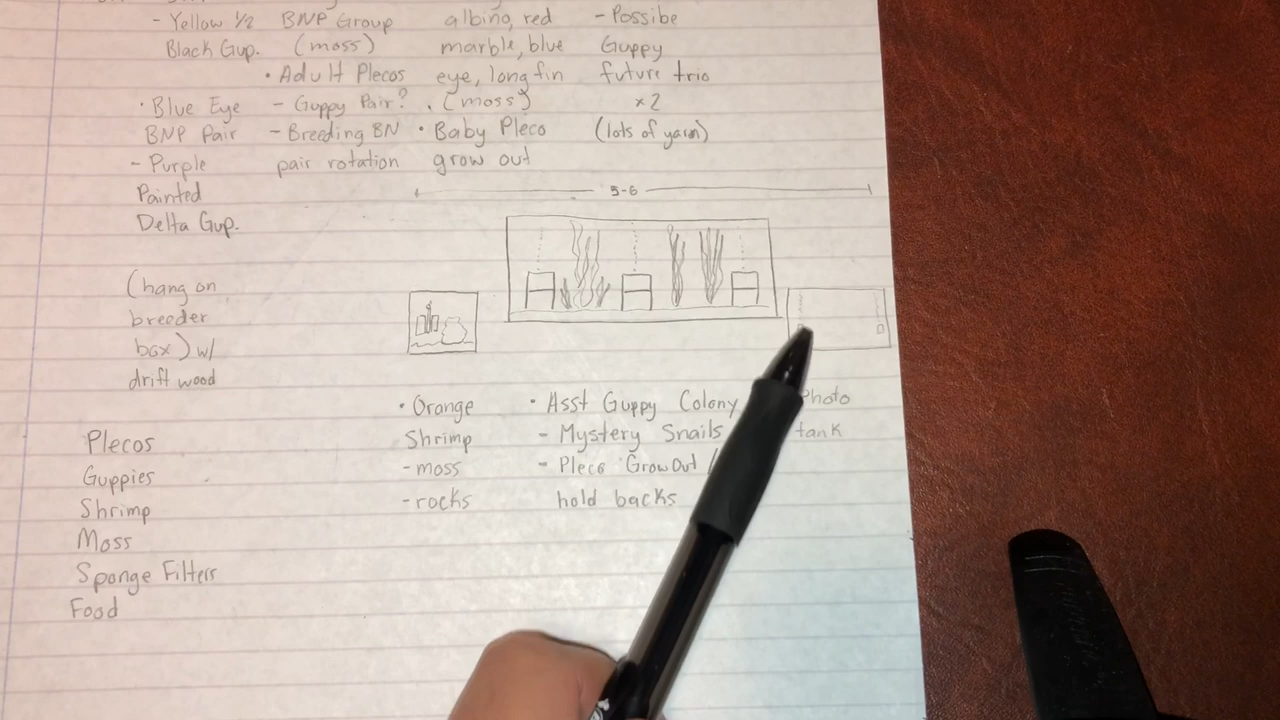 - Yellow 1/2 BNP Group albino, red - Possibe
Black Gup. (moss) marble, blue Guppy
• Adult Plecos eye, long fin future trio
• Blue Eye - Guppy Pair? . (moss) x2
BNP Pair - Breeding BN • Baby Pleco (lots of yarn)
- Purple pair rotation grow out
Painted
5-6
Delta Gup.
(hang on
breeder
box) w/
drift wood
• Orange • Asst Guppy Colony Photo
Plecos Shrimp - Mystery Snails tank
Guppies - moss - Pleco Grow Out /
Shrimp - rocks hold backs
Moss
Sponge Filters
Food